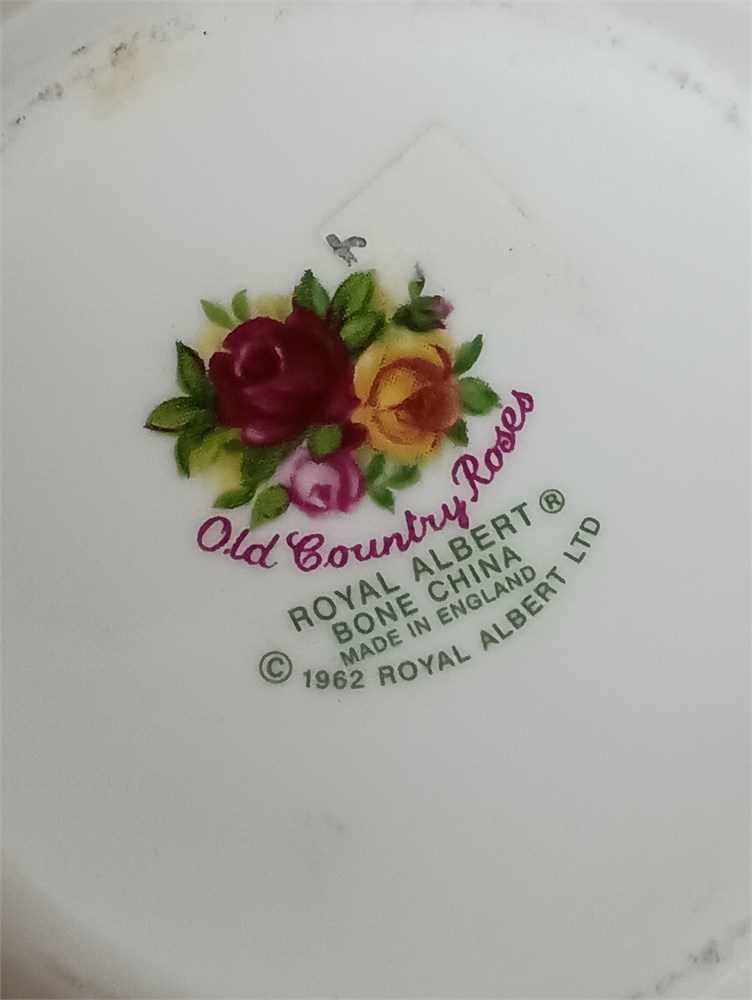 Old Country Roses
ROYAL ALBERT ®
BONE CHINA
MADE IN ENGLAND
© 1962 ROYAL ALBERT LTD